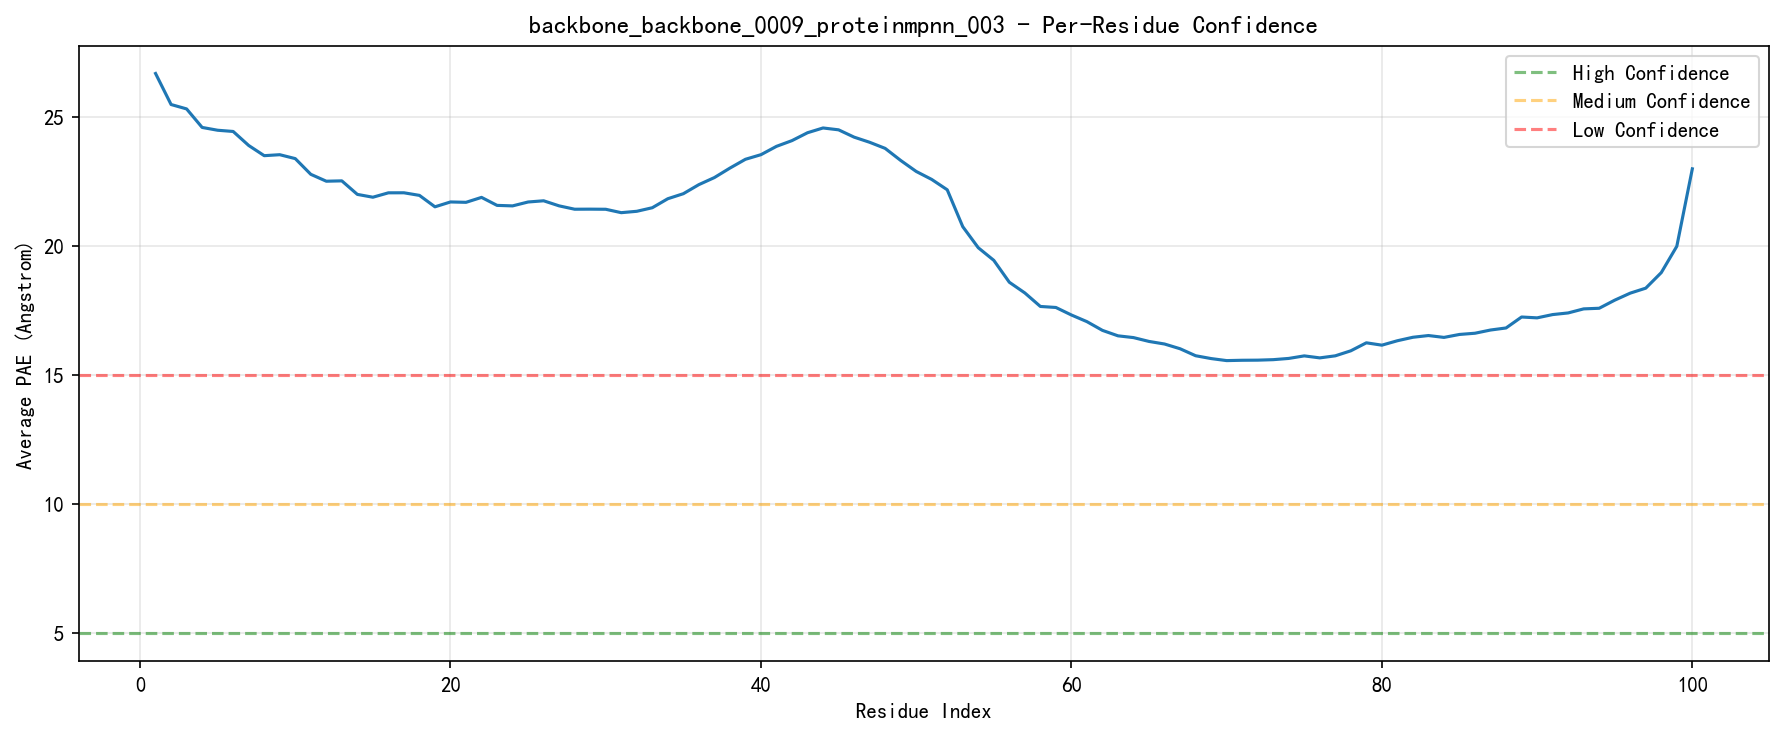 backbone_backbone_0009_proteinmpnn_003 - Per-Residue Confidence
High Confidence
Medium Confidence
Low Confidence
Average PAE (Angstrom)
25
20
15
10
5
0
20
40
60
80
100
Residue Index